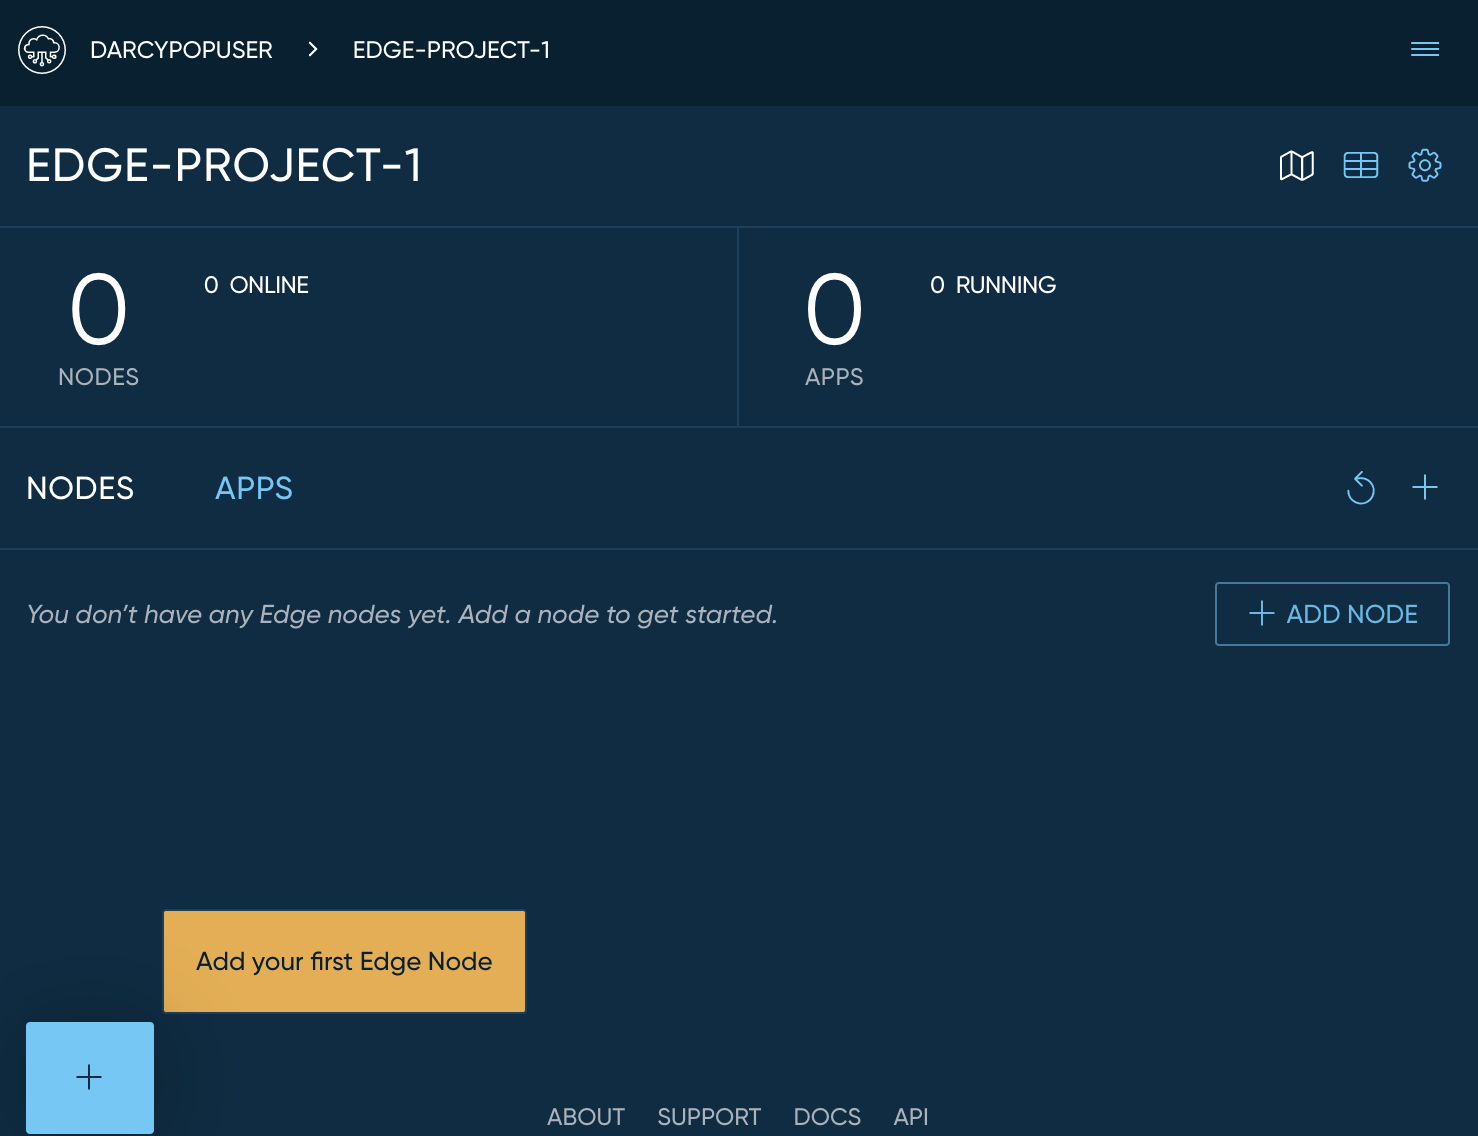 DARCYPOPUSER > EDGE-PROJECT-1
EDGE-PROJECT-1
0 0 ONLINE
NODES
0 0 RUNNING
APPS
NODES APPS
You don’t have any Edge nodes yet. Add a node to get started.
+ ADD NODE
Add your first Edge Node
+
ABOUT SUPPORT DOCS API